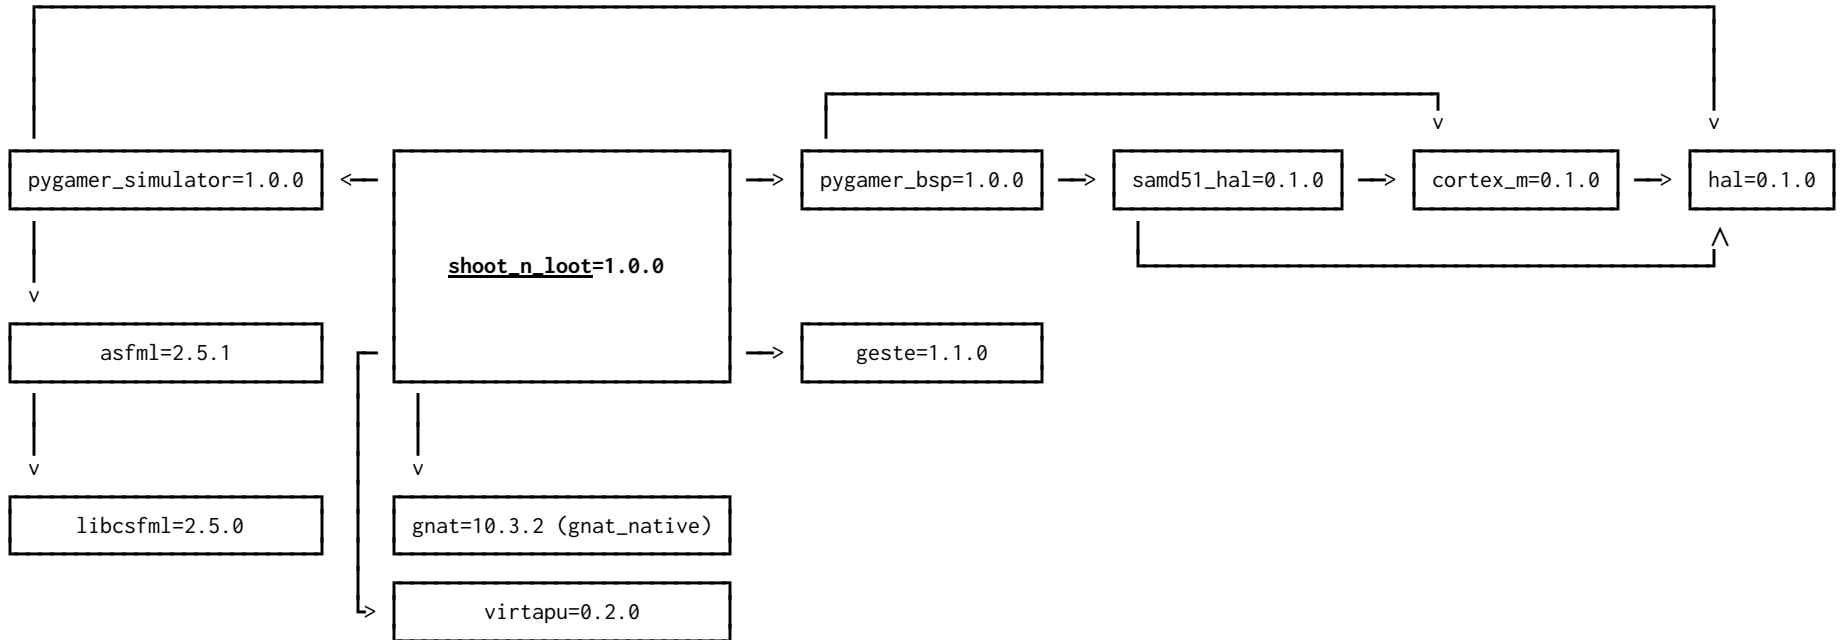 pygamer_simulator=1.0.0
pygamer_bsp=1.0.0
samd51_hal=0.1.0
cortex_m=0.1.0
hal=0.1.0
shoot_n_loot=1.0.0
asfml=2.5.1
geste=1.1.0
libcsfml=2.5.0
gnat=10.3.2 (gnat_native)
virtapu=0.2.0